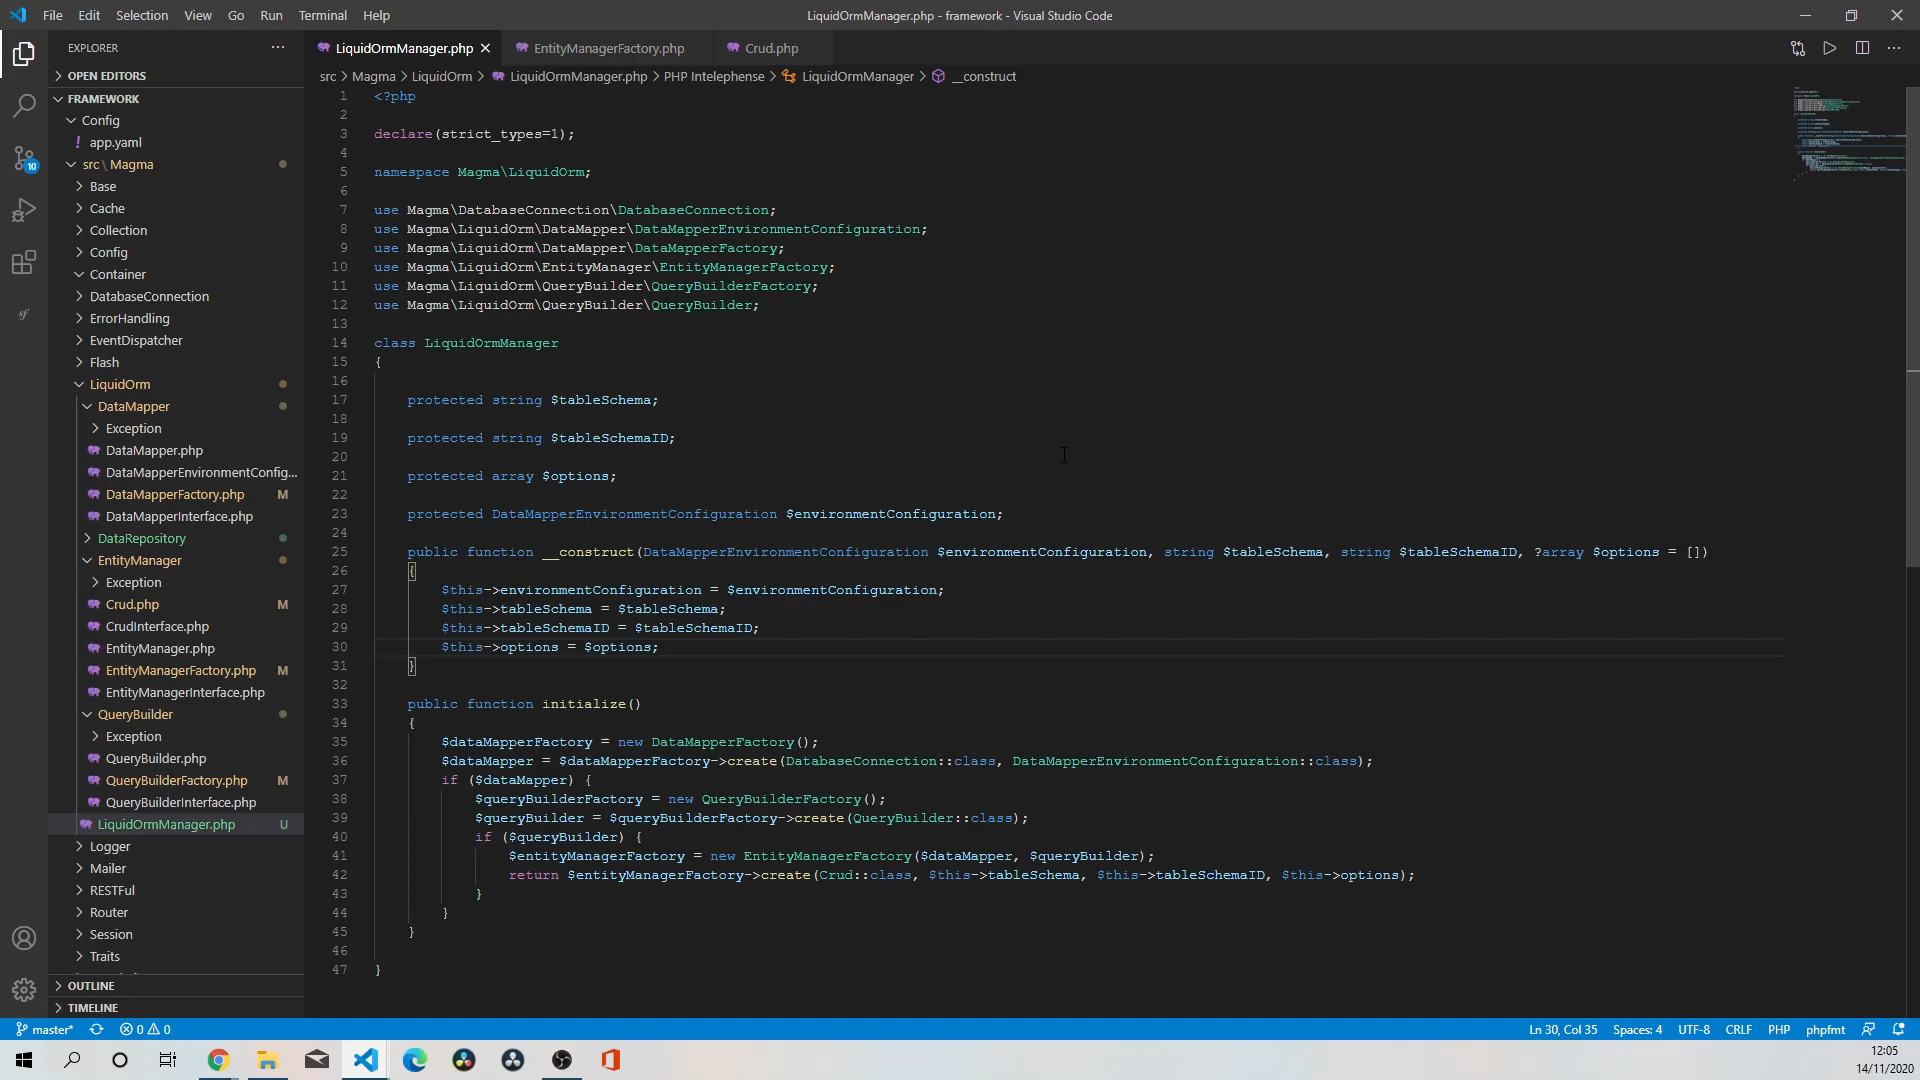 File Edit Selection View Go Run Terminal Help
LiquidOrmManager.php - framework - Visual Studio Code
EXPLORER
OPEN EDITORS
FRAMEWORK
Config
! app.yaml
src \ Magma
Base
Cache
Collection
Config
Container
DatabaseConnection
ErrorHandling
EventDispatcher
Flash
LiquidOrm
DataMapper
Exception
DataMapper.php
DataMapperEnvironmentConfig...
DataMapperFactory.php M
DataMapperInterface.php
DataRepository
EntityManager
Exception
Crud.php M
CrudInterface.php
EntityManager.php
EntityManagerFactory.php M
EntityManagerInterface.php
QueryBuilder
Exception
QueryBuilder.php
QueryBuilderFactory.php M
QueryBuilderInterface.php
LiquidOrmManager.php U
Logger
Mailer
RESTFul
Router
Session
Traits
OUTLINE
TIMELINE
10
LiquidOrmManager.php EntityManagerFactory.php Crud.php
src > Magma > LiquidOrm > LiquidOrmManager.php > PHP Intelephense > LiquidOrmManager > __construct
1 <?php
2
3 declare(strict_types=1);
4
5 namespace Magma\LiquidOrm;
6
7 use Magma\DatabaseConnection\DatabaseConnection;
8 use Magma\LiquidOrm\DataMapper\DataMapperEnvironmentConfiguration;
9 use Magma\LiquidOrm\DataMapper\DataMapperFactory;
10 use Magma\LiquidOrm\EntityManager\EntityManagerFactory;
11 use Magma\LiquidOrm\QueryBuilder\QueryBuilderFactory;
12 use Magma\LiquidOrm\QueryBuilder\QueryBuilder;
13
14 class LiquidOrmManager
15 {
16
17 protected string $tableSchema;
18
19 protected string $tableSchemaID;
20
21 protected array $options;
22
23 protected DataMapperEnvironmentConfiguration $environmentConfiguration;
24
25 public function __construct(DataMapperEnvironmentConfiguration $environmentConfiguration, string $tableSchema, string $tableSchemaID, ?array $options = [])
26 {
27 $this->environmentConfiguration = $environmentConfiguration;
28 $this->tableSchema = $tableSchema;
29 $this->tableSchemaID = $tableSchemaID;
30 $this->options = $options;
31 }
32
33 public function initialize()
34 {
35 $dataMapperFactory = new DataMapperFactory();
36 $dataMapper = $dataMapperFactory->create(DatabaseConnection::class, DataMapperEnvironmentConfiguration::class);
37 if ($dataMapper) {
38 $queryBuilderFactory = new QueryBuilderFactory();
39 $queryBuilder = $queryBuilderFactory->create(QueryBuilder::class);
40 if ($queryBuilder) {
41 $entityManagerFactory = new EntityManagerFactory($dataMapper, $queryBuilder);
42 return $entityManagerFactory->create(Crud::class, $this->tableSchema, $this->tableSchemaID, $this->options);
43 }
44 }
45 }
46
47 }
master* 0 0
Ln 30, Col 35 Spaces: 4 UTF-8 CRLF PHP phpfmt
12:05
14/11/2020